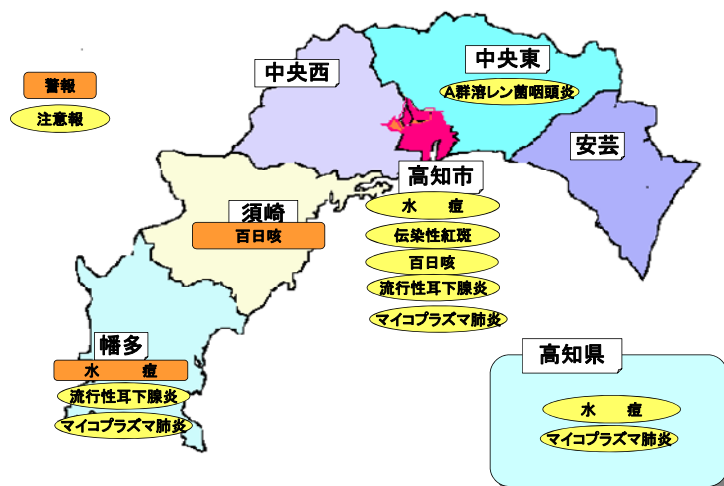 警報
注意報
中央西
中央東
A群溶レン菌咽頭炎
安芸
高知市
水　痘
伝染性紅斑
百日咳
流行性耳下腺炎
マイコプラズマ肺炎
須崎
百日咳
幡多
水　痘
流行性耳下腺炎
マイコプラズマ肺炎
高知県
水　痘
マイコプラズマ肺炎